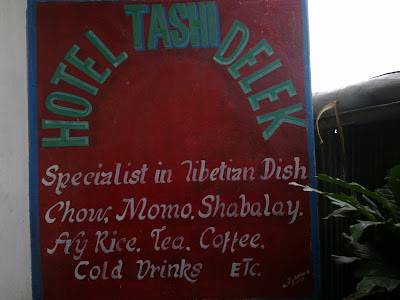 HOTEL TASHI DELEK
Specialist in Tibetian Dish
Chow, Momo, Shabalay,
Fry Rice, Tea, Coffee,
Cold Drinks ETC.